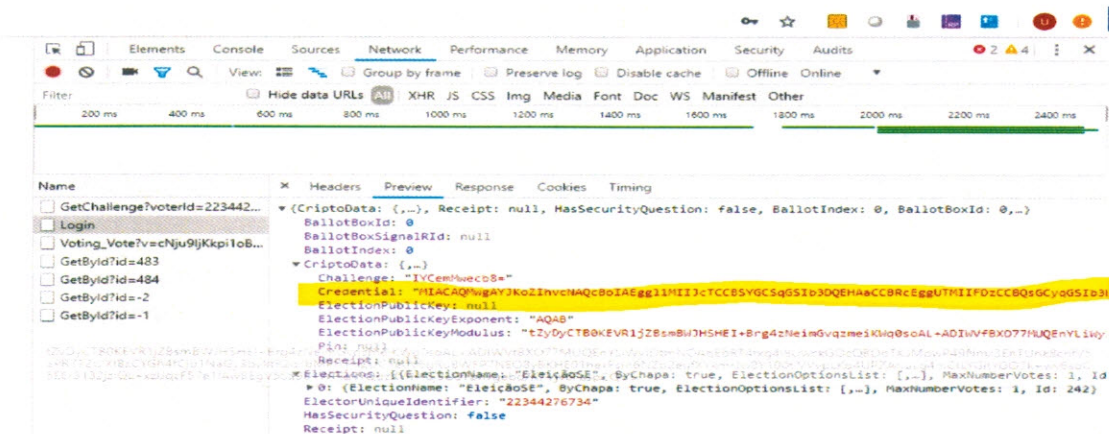 Elements Console Sources Network Performance Memory Application Security Audits 2 4
View: Group by frame Preserve log Disable cache Offline Online
Filter Hide data URLs All XHR JS CSS Img Media Font Doc WS Manifest Other
200 ms 400 ms 600 ms 800 ms 1000 ms 1200 ms 1400 ms 1600 ms 1800 ms 2000 ms 2200 ms 2400 ms
Name × Headers Preview Response Cookies Timing
GetChallenge?voterId=223442...
Login
Voting_Vote?v=cNju9ljKkpi1oB...
GetById?id=483
GetById?id=484
GetById?id=-2
GetById?id=-1
{CriptoData: {,…}, Receipt: null, HasSecurityQuestion: false, BallotIndex: 0, BallotBoxId: 0,…}
BallotBoxId: 0
BallotBoxSignalRId: null
BallotIndex: 0
CriptoData: {,…}
Challenge: "IYCemMwecb8="
Credential:
ElectionPublicKey: null
ElectionPublicKeyExponent: "AQAB"
ElectionPublicKeyModulus:
Pin: null
Receipt: null
Elections: [{ElectionName: "EleiçãoSE", ByChapa: true, ElectionOptionsList: [,…], MaxNumberVotes: 1, Id
0: {ElectionName: "EleiçãoSE", ByChapa: true, ElectionOptionsList: [,…], MaxNumberVotes: 1, Id: 242}
ElectorUniqueIdentifier: "22344276734"
HasSecurityQuestion: false
Receipt: null